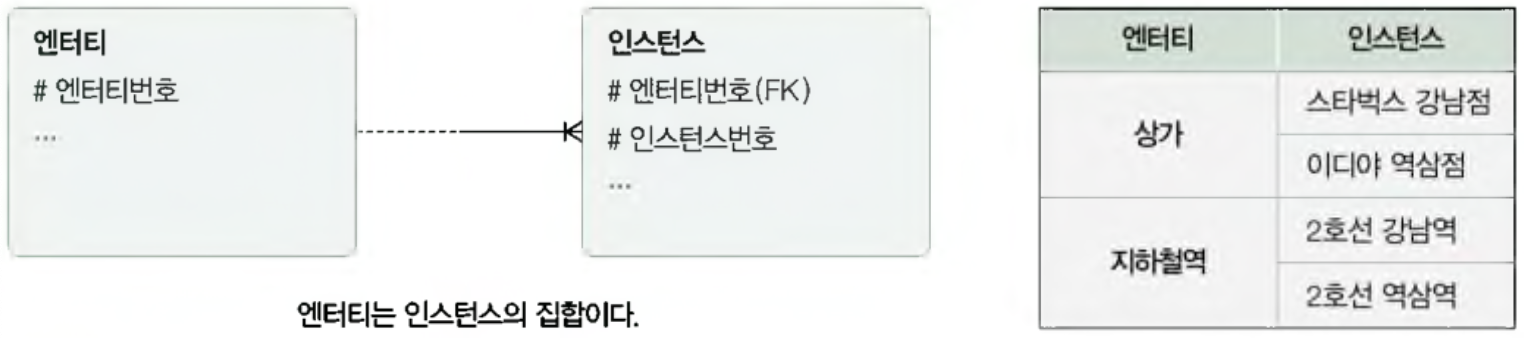 엔터티
# 엔터티번호
...
인스턴스
# 엔터티번호(FK)
# 인스턴스번호
...
엔터티는 인스턴스의 집합이다.
엔터티 인스턴스
상가
스타벅스 강남점
이디야 역삼점
지하철역
2호선 강남역
2호선 역삼역